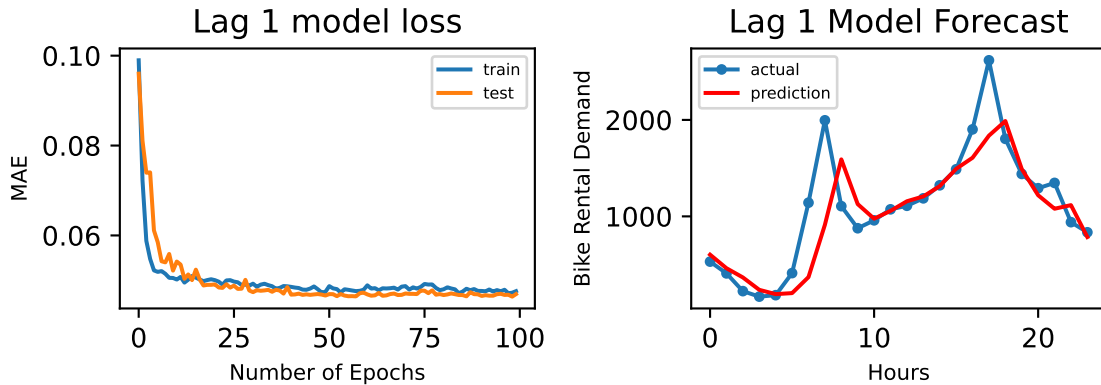 Lag 1 model loss
MAE
0.10
0.08
0.06
train
test
0
25
50
75
100
Number of Epochs
Lag 1 Model Forecast
Bike Rental Demand
2000
1000
actual
prediction
0
10
20
Hours